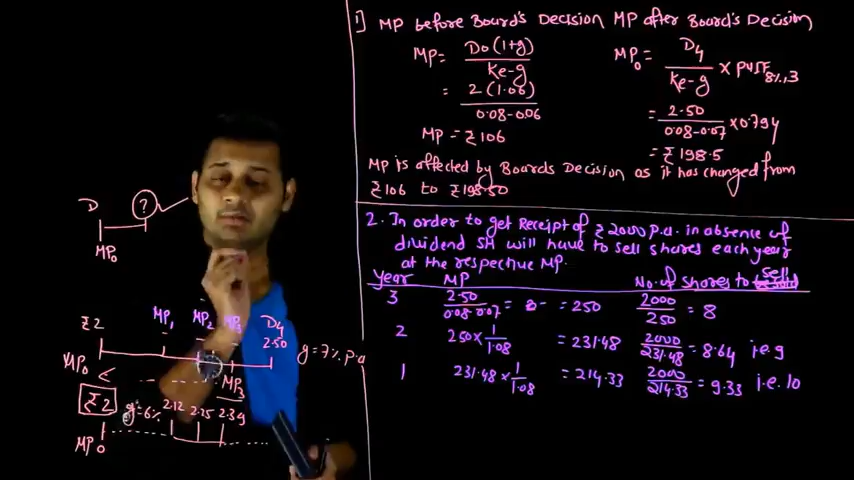 1] MP before Board's Decision MP after Board's Decision
MP = D0 (1+g) / Ke-g
MP0 = D4 / Ke-g × PVIF 8%,3
= 2 (1.06) / 0.08-0.06
= 2.50 / 0.08-0.07 × 0.794
MP = ₹106
= ₹198.5
MP is affected by Boards Decision as it has changed from
₹106 to ₹198.50
2. In order to get Receipt of ₹2000 p.a. in absence of
dividend SH will have to sell shares each year
at the respective MP.
Year MP No. of shares to sell
3 2.50 / 0.08-0.07 = = 250 2000 / 250 = 8
2 250 × 1 / 1.08 = 231.48 2000 / 231.48 = 8.64 i.e 9
1 231.48 × 1 / 1.08 = 214.33 2000 / 214.33 = 9.33 i.e. 10
D ?
MP0
₹2 MP1 MP2 MP3 D4
2.50
g = 7% p.a
MP0
MP3
₹2 g = 6% 2.12 2.25 2.39
MP0